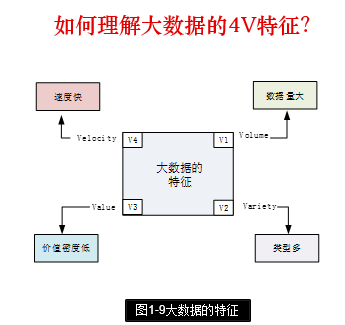 如何理解大数据的4V特征？
速度快
数据量大
Velocity
V4
V1
Volume
大数据的
特征
Value
V3
V2
Variety
价值密度低
类型多
图1-9大数据的特征